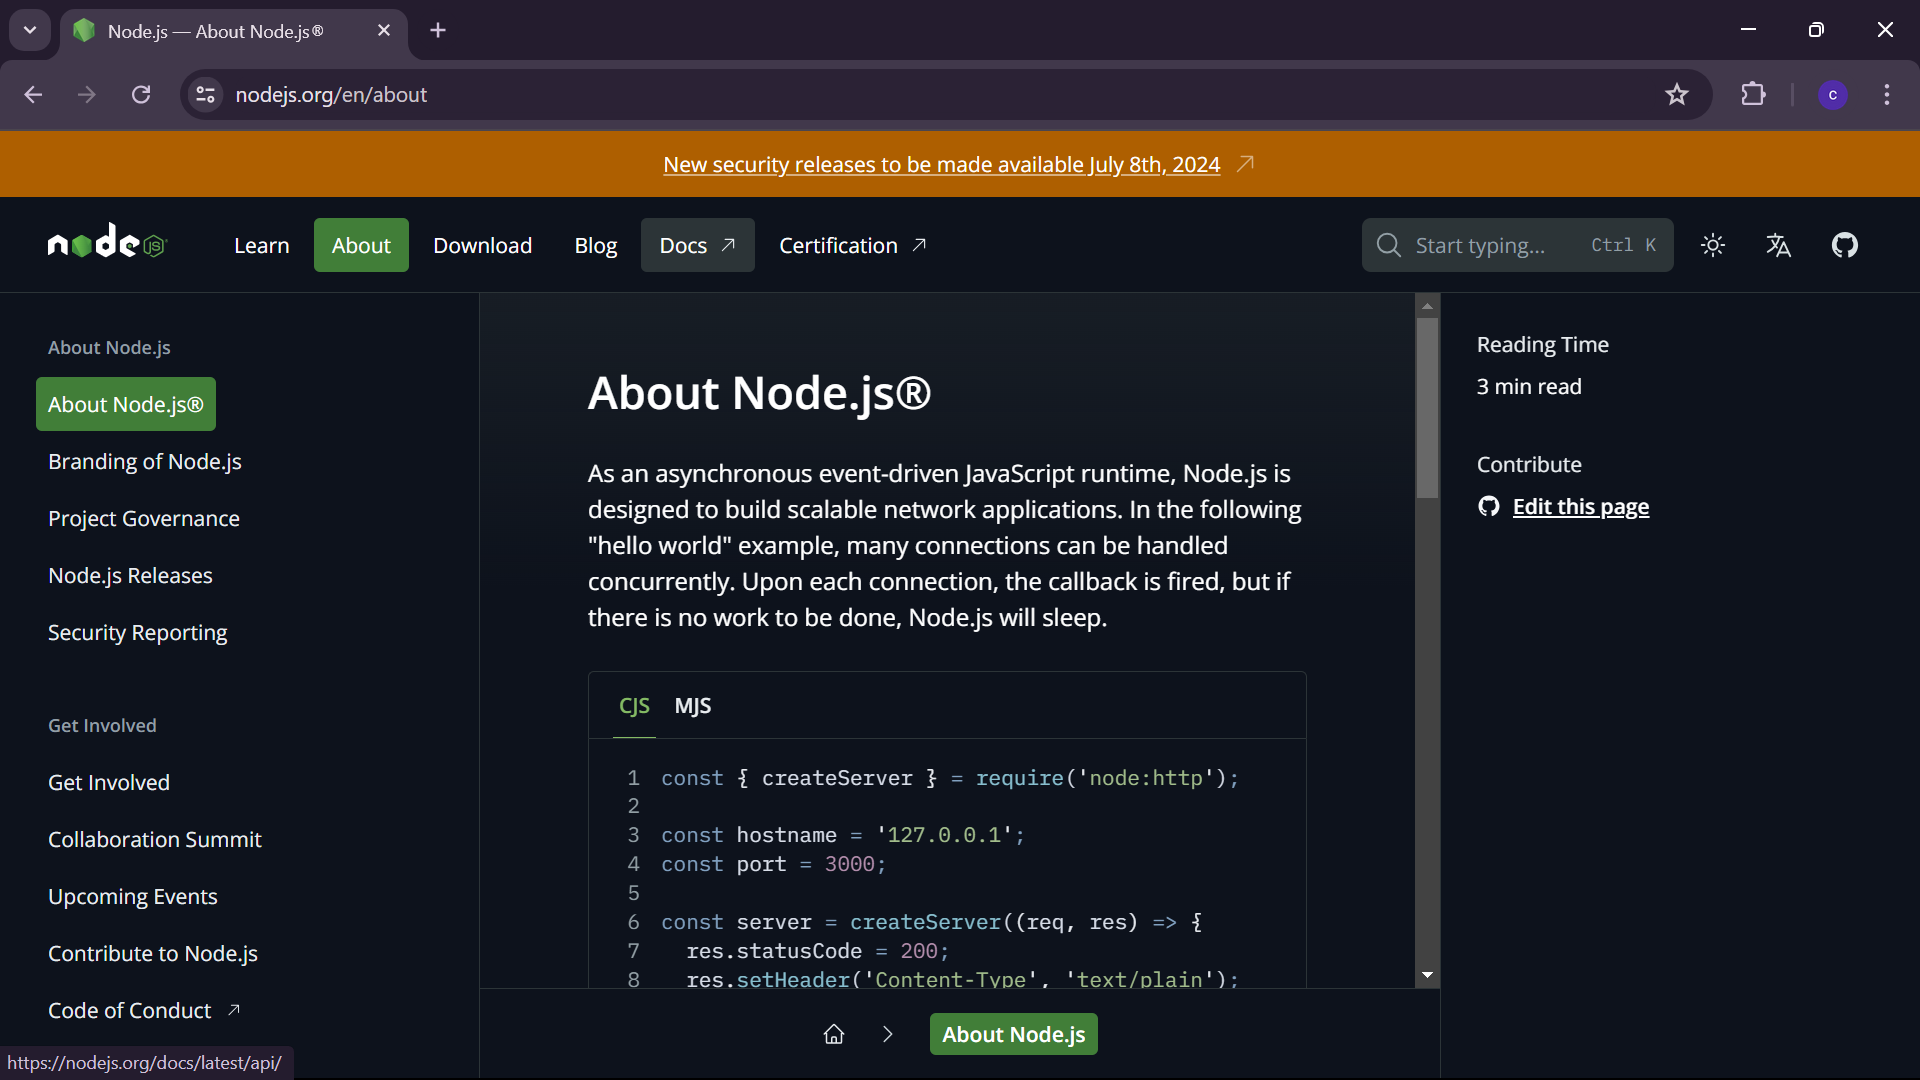 Node.js — About Node.js®
nodejs.org/en/about
c
New security releases to be made available July 8th, 2024
node JS
Learn
About
Download
Blog
Docs
Certification
Start typing...
Ctrl K
About Node.js
About Node.js®
Branding of Node.js
Project Governance
Node.js Releases
Security Reporting
Get Involved
Get Involved
Collaboration Summit
Upcoming Events
Contribute to Node.js
Code of Conduct
About Node.js®
As an asynchronous event-driven JavaScript runtime, Node.js is
designed to build scalable network applications. In the following
"hello world" example, many connections can be handled
concurrently. Upon each connection, the callback is fired, but if
there is no work to be done, Node.js will sleep.
CJS
MJS
1 const { createServer } = require('node:http');
2
3 const hostname = '127.0.0.1';
4 const port = 3000;
5
6 const server = createServer((req, res) => {
7 res.statusCode = 200;
8 res.setHeader('Content-Type', 'text/plain');
About Node.js
Reading Time
3 min read
Contribute
Edit this page
https://nodejs.org/docs/latest/api/